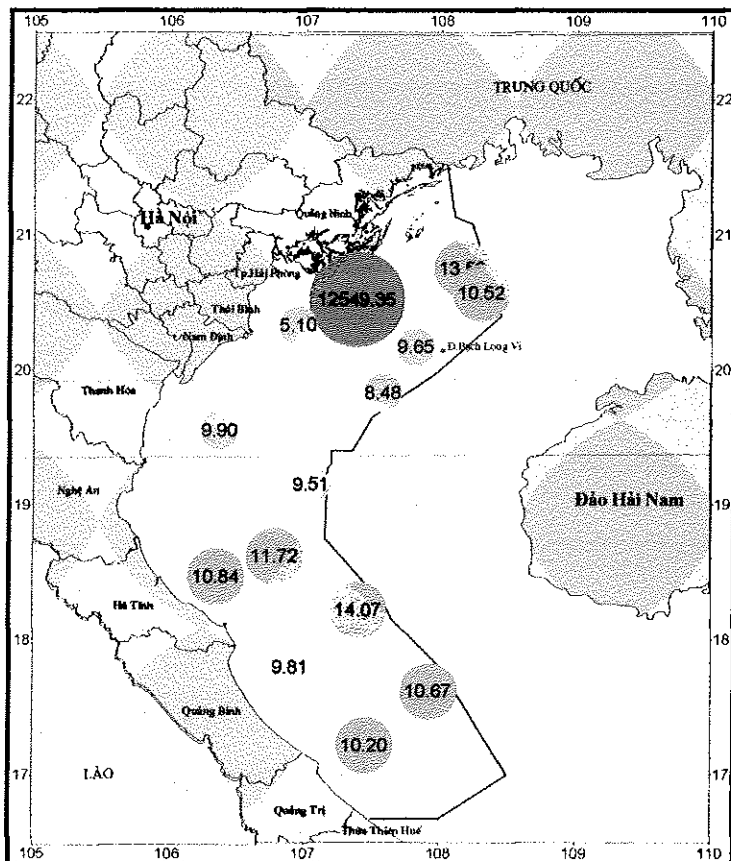 105 106 107 108 109 110
22 22
TRUNG QUỐC
Quảng Ninh
Hà Nội
21 21
Tp.Hải Phòng
12549.35
10.52
Thái Bình
5.10
Nam Định
9.65
Đ.Bạch Long Vĩ
20 20
Thanh Hóa
8.48
9.90
9.51
Nghệ An
19 19
Đảo Hải Nam
11.72
10.84
Hà Tĩnh
14.07
18 18
9.81
10.67
Quảng Bình
10.20
LÀO
17 17
Quảng Trị
Thừa Thiên Huế
105 106 107 108 109 110